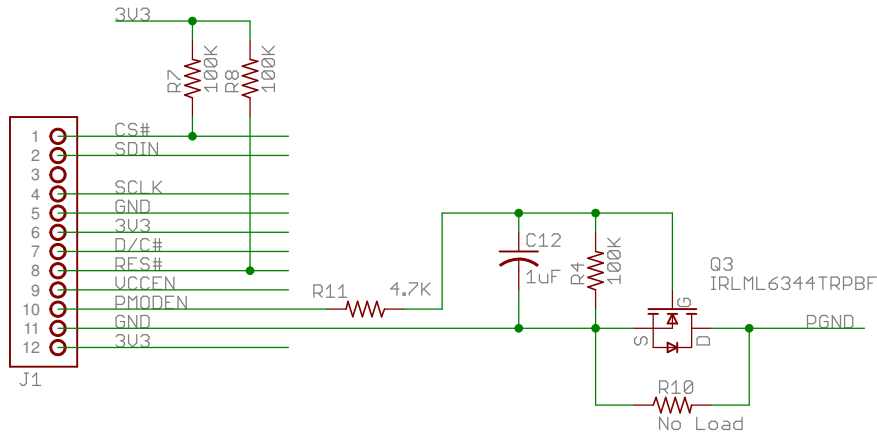 3V3
R7
100K
R8
100K
1 CS#
2 SDIN
3
4 SCLK
5 GND
6 3V3
7 D/C#
8 RES#
9 VCCEN
10 PMODEN
11 GND
12 3V3
J1
R11 4.7K
C12
1uF
R4
100K
Q3
IRLML6344TRPBF
G
S
D
PGND
R10
No Load